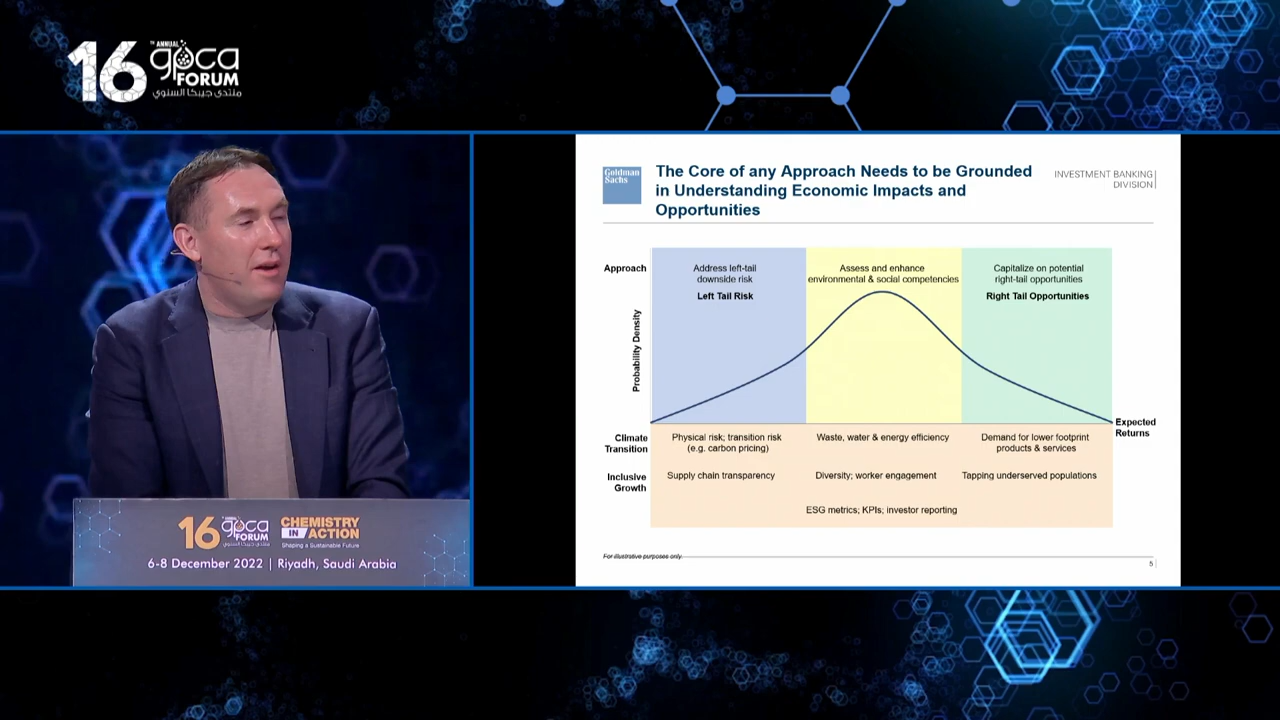 16
TH ANNUAL
gpca
FORUM
منتدى جيبكا السنوي
Goldman
Sachs
The Core of any Approach Needs to be Grounded
in Understanding Economic Impacts and
Opportunities
INVESTMENT BANKING
DIVISION
Approach
Address left-tail
downside risk
Left Tail Risk
Assess and enhance
environmental & social competencies
Capitalize on potential
right-tail opportunities
Right Tail Opportunities
Probability Density
Expected
Returns
Climate
Transition
Physical risk; transition risk
(e.g. carbon pricing)
Waste, water & energy efficiency
Demand for lower footprint
products & services
Inclusive
Growth
Supply chain transparency
Diversity; worker engagement
Tapping underserved populations
ESG metrics; KPIs; investor reporting
For illustrative purposes only.
5
16
gpca
FORUM
منتدى جيبكا السنوي
CHEMISTRY
IN ACTION
Shaping a Sustainable Future
6-8 December 2022 | Riyadh, Saudi Arabia